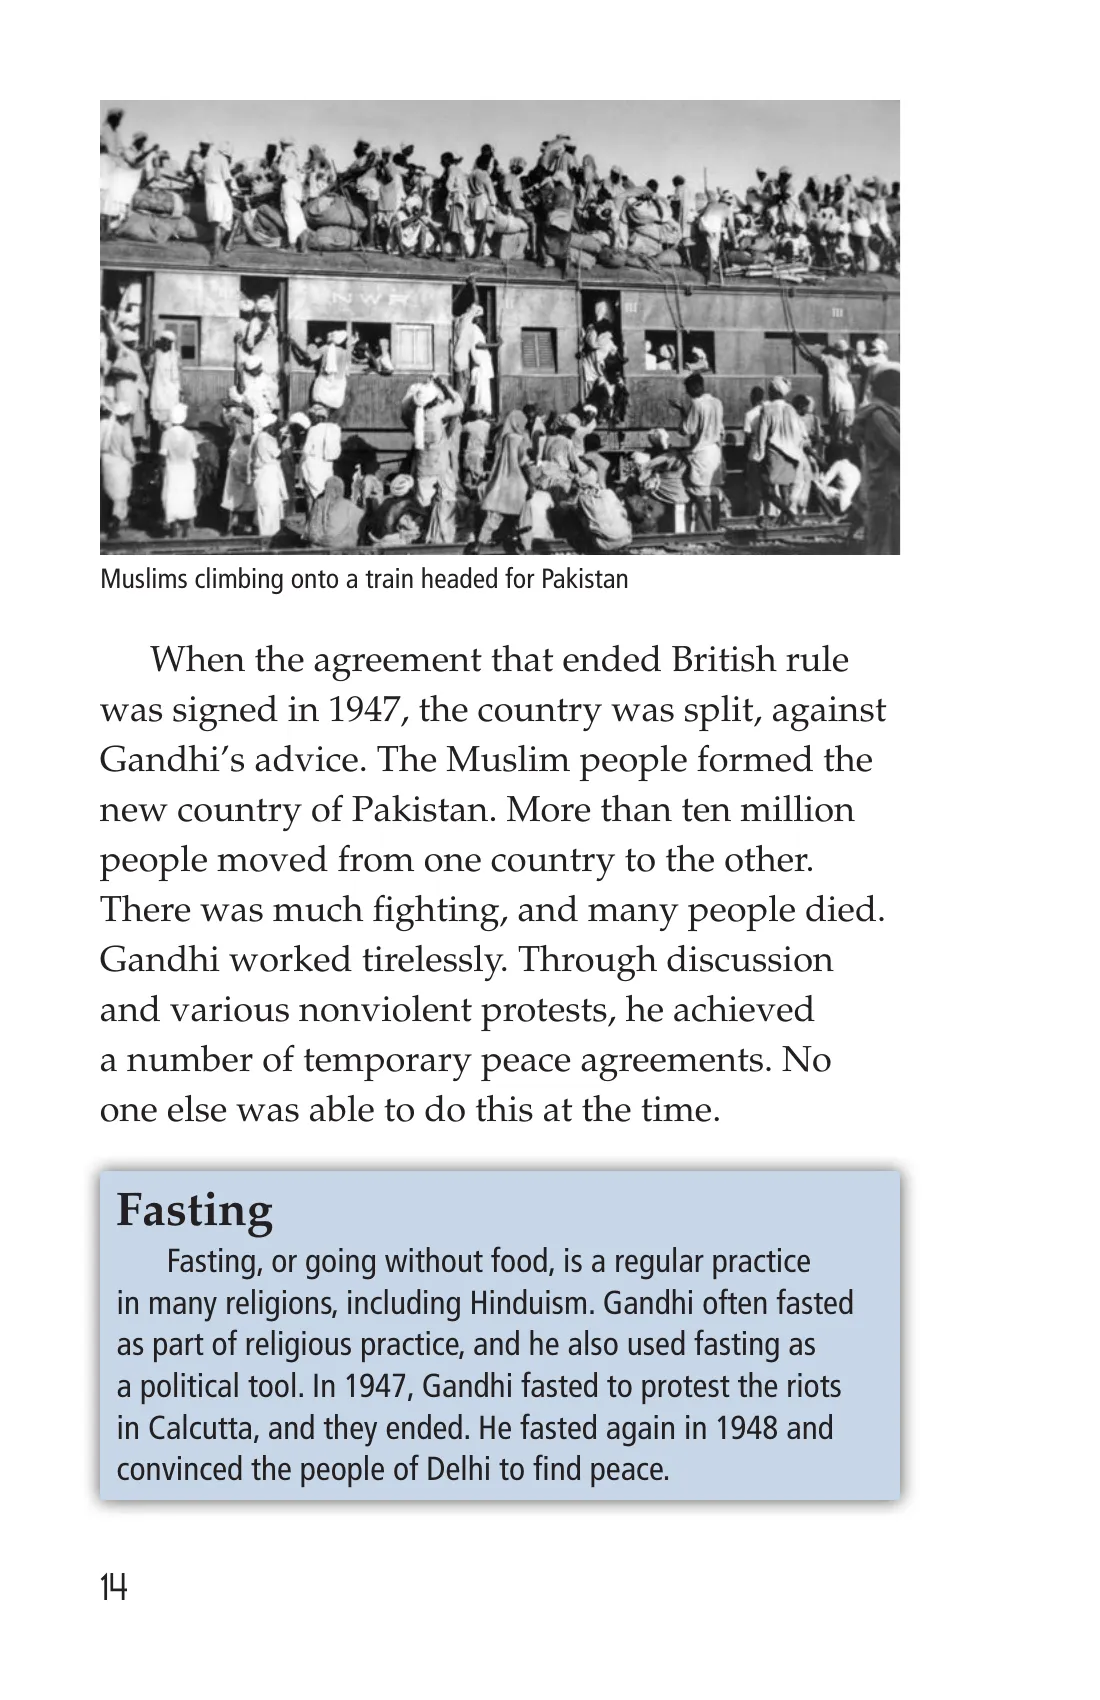 NWR
III
III
III
Muslims climbing onto a train headed for Pakistan
When the agreement that ended British rule
was signed in 1947, the country was split, against
Gandhi’s advice. The Muslim people formed the
new country of Pakistan. More than ten million
people moved from one country to the other.
There was much fighting, and many people died.
Gandhi worked tirelessly. Through discussion
and various nonviolent protests, he achieved
a number of temporary peace agreements. No
one else was able to do this at the time.
Fasting
Fasting, or going without food, is a regular practice
in many religions, including Hinduism. Gandhi often fasted
as part of religious practice, and he also used fasting as
a political tool. In 1947, Gandhi fasted to protest the riots
in Calcutta, and they ended. He fasted again in 1948 and
convinced the people of Delhi to find peace.
14